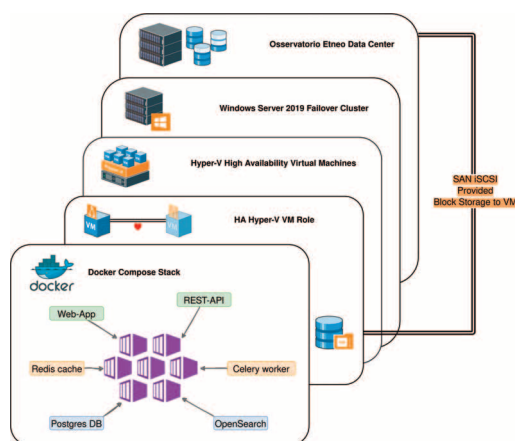 Osservatorio Etneo Data Center
Windows Server 2019 Failover Cluster
Hyper-V High Availability Virtual Machines
SAN iSCSI
Provided
Block Storage to VM
VM
VM
HA Hyper-V VM Role
Docker Compose Stack
docker
REST-API
Web-App
Redis cache
Celery worker
Postgres DB
OpenSearch